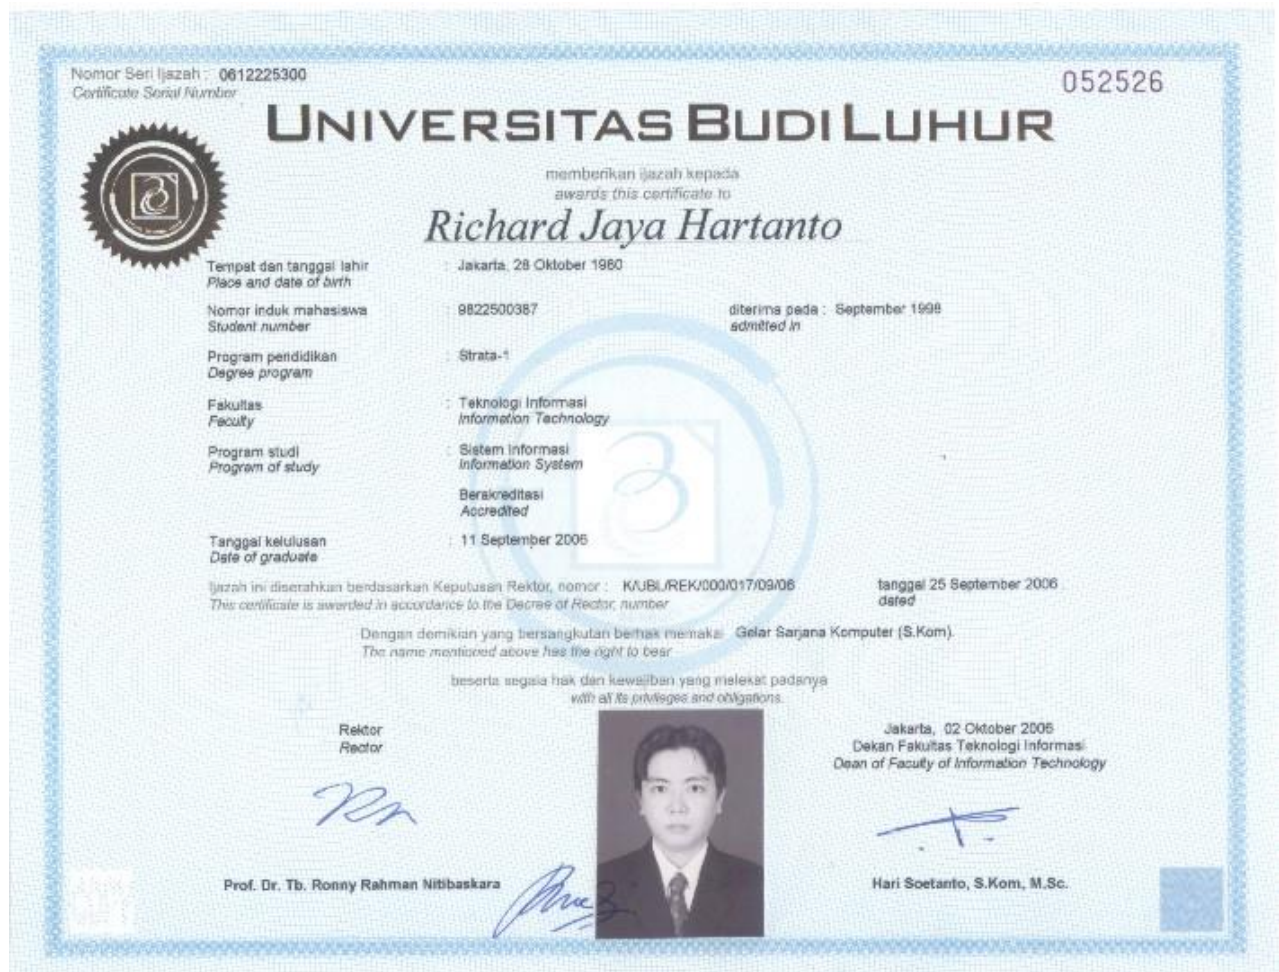 Nomor Seri Ijazah : 0612225300
Certificate Serial Number
052526
UNIVERSITAS BUDI LUHUR
memberikan ijazah kepada
awards this certificate to
Richard Jaya Hartanto
Tempat dan tanggal lahir : Jakarta, 28 Oktober 1980
Place and date of birth
Nomor induk mahasiswa : 9822500387 diterima pada : September 1998
Student number admitted in
Program pendidikan : Strata-1
Degree program
Fakultas : Teknologi Informasi
Faculty Information Technology
Program studi : Sistem Informasi
Program of study Information System
Berakreditasi
Accredited
Tanggal kelulusan : 11 September 2006
Date of graduate
Ijazah ini diserahkan berdasarkan Keputusan Rektor, nomor : K/UBL/REK/000/017/09/06 tanggal 25 September 2006
This certificate is awarded in accordance to the Decree of Rector, number dated
Dengan demikian yang bersangkutan berhak memakai Gelar Sarjana Komputer (S.Kom).
The name mentioned above has the right to bear
beserta segala hak dan kewajiban yang melekat padanya
with all its privileges and obligations.
Rektor
Rector
Jakarta, 02 Oktober 2006
Dekan Fakultas Teknologi Informasi
Dean of Faculty of Information Technology
Prof. Dr. Tb. Ronny Rahman Nitibaskara
Hari Soetanto, S.Kom, M.Sc.